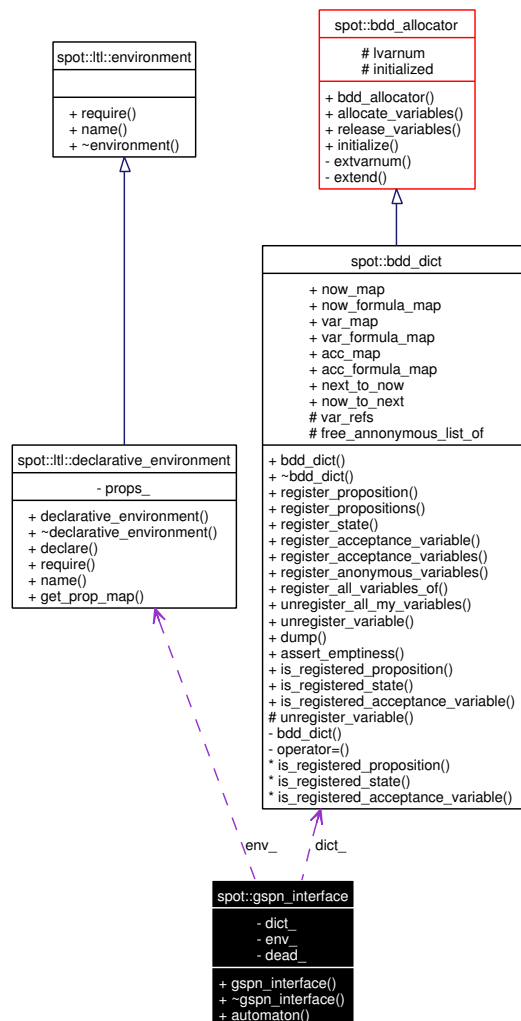 spot::bdd_allocator
# lvarnum
# initialized
+ bdd_allocator()
+ allocate_variables()
+ release_variables()
+ initialize()
- extvarnum()
- extend()
spot::ltl::environment
+ require()
+ name()
+ ~environment()
spot::bdd_dict
+ now_map
+ now_formula_map
+ var_map
+ var_formula_map
+ acc_map
+ acc_formula_map
+ next_to_now
+ now_to_next
# var_refs
# free_annonymous_list_of
+ bdd_dict()
+ ~bdd_dict()
+ register_proposition()
+ register_propositions()
+ register_state()
+ register_acceptance_variable()
+ register_acceptance_variables()
+ register_anonymous_variables()
+ register_all_variables_of()
+ unregister_all_my_variables()
+ unregister_variable()
+ dump()
+ assert_emptiness()
+ is_registered_proposition()
+ is_registered_state()
+ is_registered_acceptance_variable()
# unregister_variable()
- bdd_dict()
- operator=()
* is_registered_proposition()
* is_registered_state()
* is_registered_acceptance_variable()
spot::ltl::declarative_environment
- props_
+ declarative_environment()
+ ~declarative_environment()
+ declare()
+ require()
+ name()
+ get_prop_map()
env_
dict_
spot::gspn_interface
- dict_
- env_
- dead_
+ gspn_interface()
+ ~gspn_interface()
+ automaton()